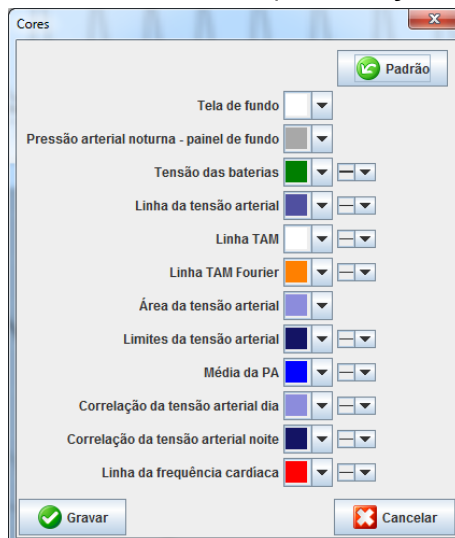 Cores
Padrão
Tela de fundo
Pressão arterial noturna - painel de fundo
Tensão das baterias
Linha da tensão arterial
Linha TAM
Linha TAM Fourier
Área da tensão arterial
Limites da tensão arterial
Média da PA
Correlação da tensão arterial dia
Correlação da tensão arterial noite
Linha da frequência cardíaca
Gravar
Cancelar